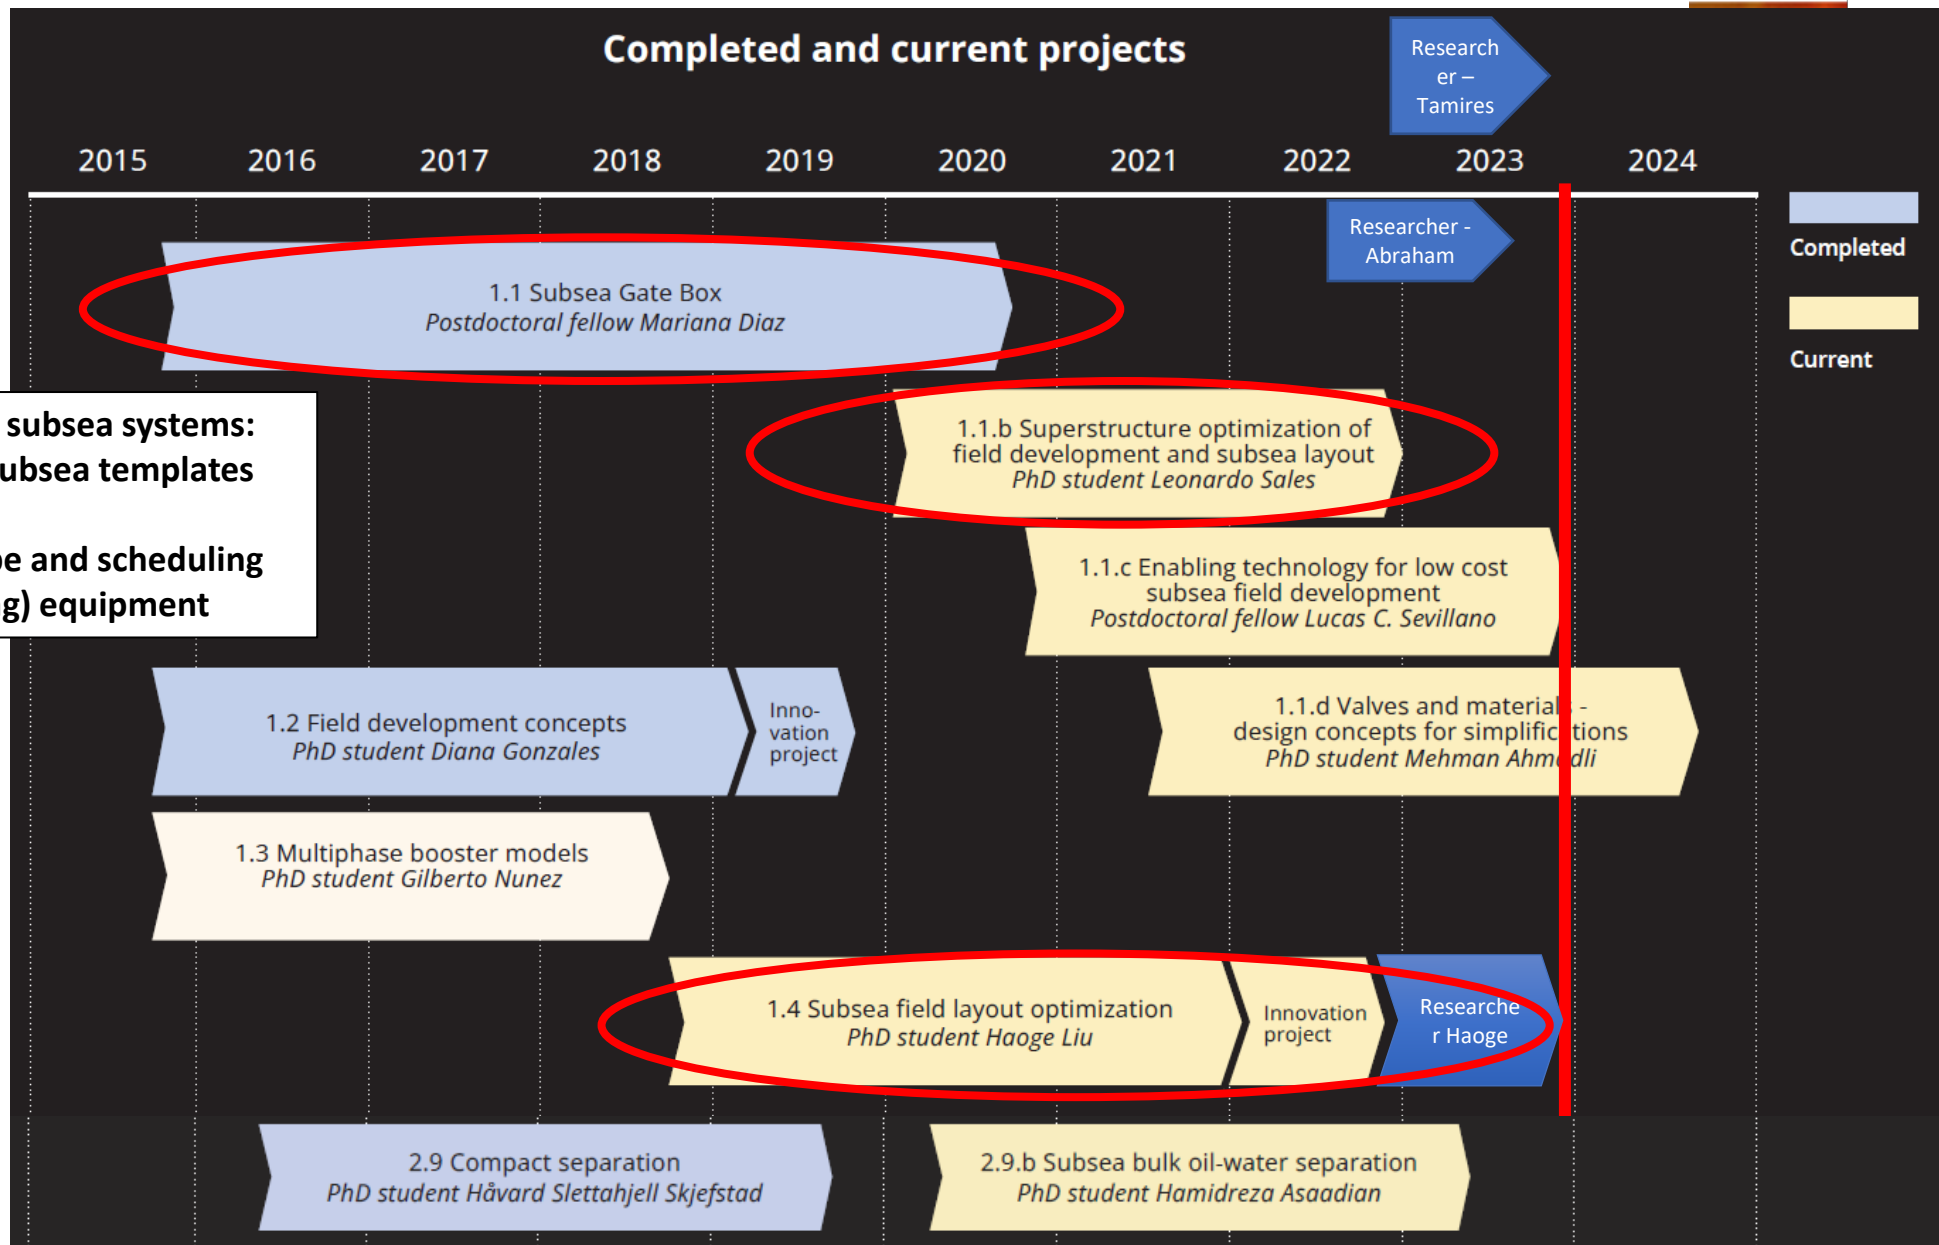 Completed and current projects
Research
er –
Tamires
2015 2016 2017 2018 2019 2020 2021 2022 2023 2024
Researcher -
Abraham
Completed
Current
1.1 Subsea Gate Box
Postdoctoral fellow Mariana Diaz
subsea systems:
ubsea templates
e and scheduling
g) equipment
1.1.b Superstructure optimization of
field development and subsea layout
PhD student Leonardo Sales
1.1.c Enabling technology for low cost
subsea field development
Postdoctoral fellow Lucas C. Sevillano
1.2 Field development concepts
PhD student Diana Gonzales
Inno-
vation
project
1.1.d Valves and materials -
design concepts for simplifications
PhD student Mehman Ahmadli
1.3 Multiphase booster models
PhD student Gilberto Nunez
1.4 Subsea field layout optimization
PhD student Haoge Liu
Innovation
project
Researche
r Haoge
2.9 Compact separation
PhD student Håvard Slettahjell Skjefstad
2.9.b Subsea bulk oil-water separation
PhD student Hamidreza Asaadian